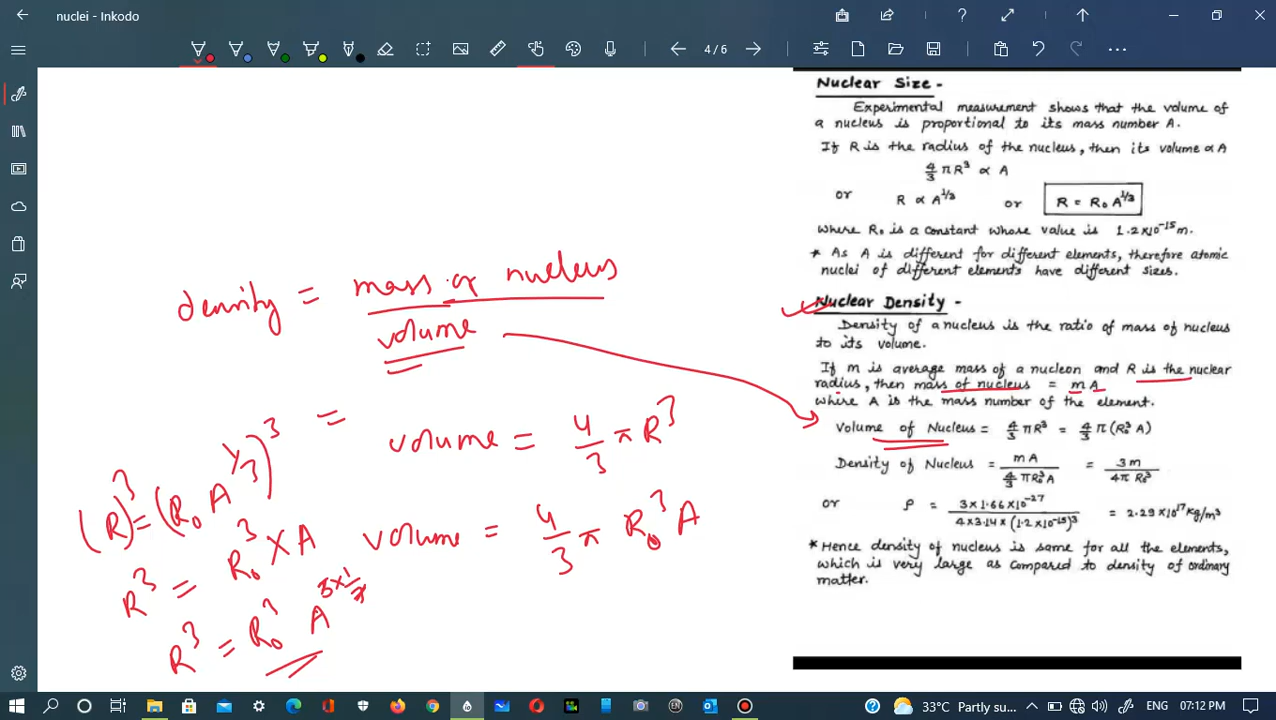 nuclei - Inkodo
4/6
density = mass of nucleus
volume
=
volume = 4/3 π R³
(R)³ = (R₀ A^1/3)³
R³ = R₀³ × A
R³ = R₀³ A^3×1/3
volume = 4/3 π R₀³ A
Nuclear Size -
Experimental measurement shows that the volume of
a nucleus is proportional to its mass number A.
If R is the radius of the nucleus, then its volume ∝ A
4/3 πR³ ∝ A
or R ∝ A^1/3 or R = R₀ A^1/3
where R₀ is a constant whose value is 1.2×10⁻¹⁵ m.
* As A is different for different elements, therefore atomic
nuclei of different elements have different sizes.
Nuclear Density -
Density of a nucleus is the ratio of mass of nucleus
to its volume.
If m is average mass of a nucleon and R is the nuclear
radius, then mass of nucleus = mA
where A is the mass number of the element.
Volume of Nucleus = 4/3 πR³ = 4/3 π(R₀³ A)
Density of Nucleus = mA / 4/3 πR₀³A = 3m / 4π R₀³
or ρ = 3×1.66×10⁻²⁷ / 4×3.14×(1.2×10⁻¹⁵)³ = 2.29×10¹⁷ kg/m³
* Hence density of nucleus is same for all the elements,
which is very large as compared to density of ordinary
matter.
33°C Partly su...
ENG
07:12 PM